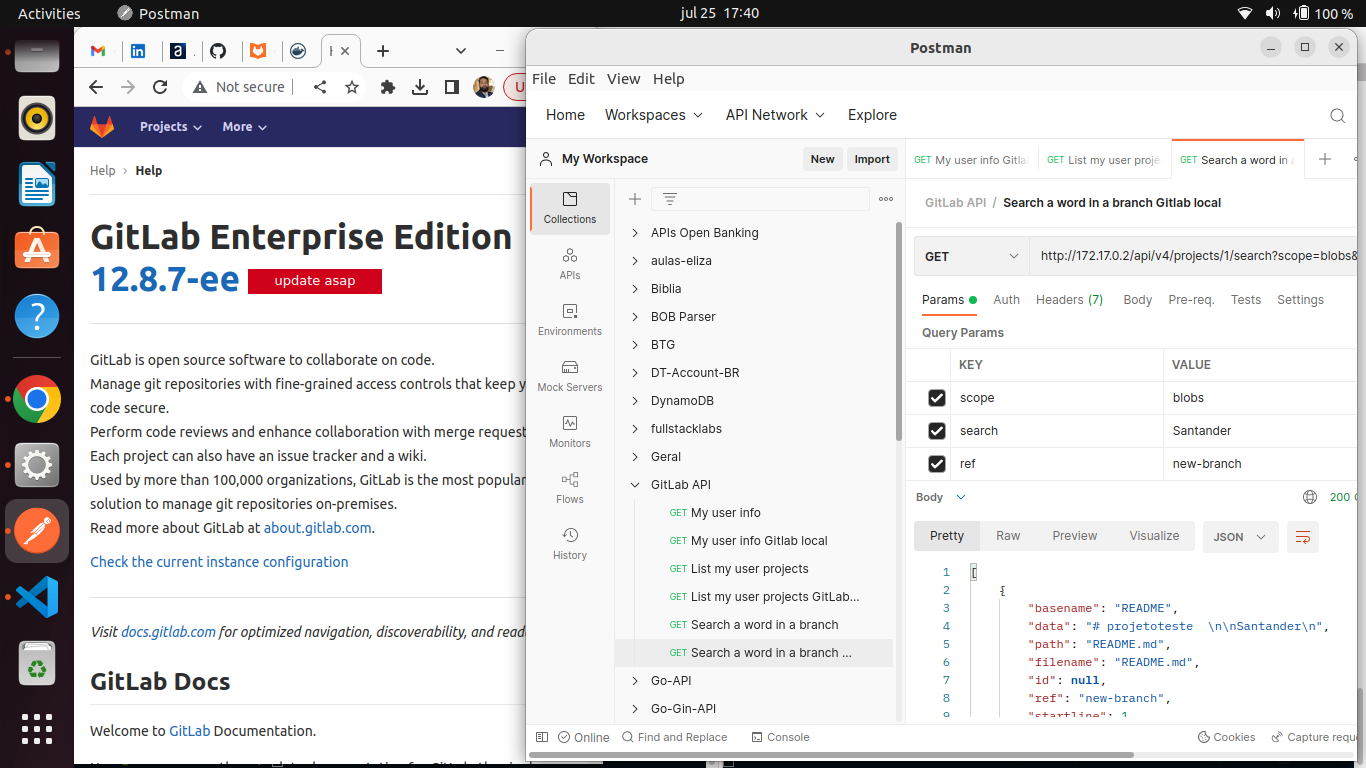 Activities
Postman
jul 25 17:40
100 %
Not secure
Projects
More
Help › Help
GitLab Enterprise Edition
12.8.7-ee update asap
GitLab is open source software to collaborate on code.
Manage git repositories with fine-grained access controls that keep
code secure.
Perform code reviews and enhance collaboration with merge request
Each project can also have an issue tracker and a wiki.
Used by more than 100,000 organizations, GitLab is the most popular
solution to manage git repositories on-premises.
Read more about GitLab at about.gitlab.com.
Check the current instance configuration
Visit docs.gitlab.com for optimized navigation, discoverability, and
GitLab Docs
Welcome to GitLab Documentation.
Postman
File Edit View Help
Home Workspaces API Network Explore
My Workspace
New
Import
GET My user info Gitla
GET List my user proje
GET Search a word in a
Collections
APIs
Environments
Mock Servers
Monitors
Flows
History
APIs Open Banking
aulas-eliza
Biblia
BOB Parser
BTG
DT-Account-BR
DynamoDB
fullstacklabs
Geral
GitLab API
GET My user info
GET My user info Gitlab local
GET List my user projects
GET List my user projects GitLab...
GET Search a word in a branch
GET Search a word in a branch ...
Go-API
Go-Gin-API
GitLab API / Search a word in a branch Gitlab local
GET
http://172.17.0.2/api/v4/projects/1/search?scope=blobs&
Params Auth Headers (7) Body Pre-req. Tests Settings
Query Params
KEY VALUE
scope blobs
search Santander
ref new-branch
Body
200
Pretty Raw Preview Visualize JSON
1 [
2 {
3 "basename": "README",
4 "data": "# projetoteste  \n\nSantander\n",
5 "path": "README.md",
6 "filename": "README.md",
7 "id": null,
8 "ref": "new-branch",
9 "startline": 1
Online
Find and Replace
Console
Cookies
Capture reque